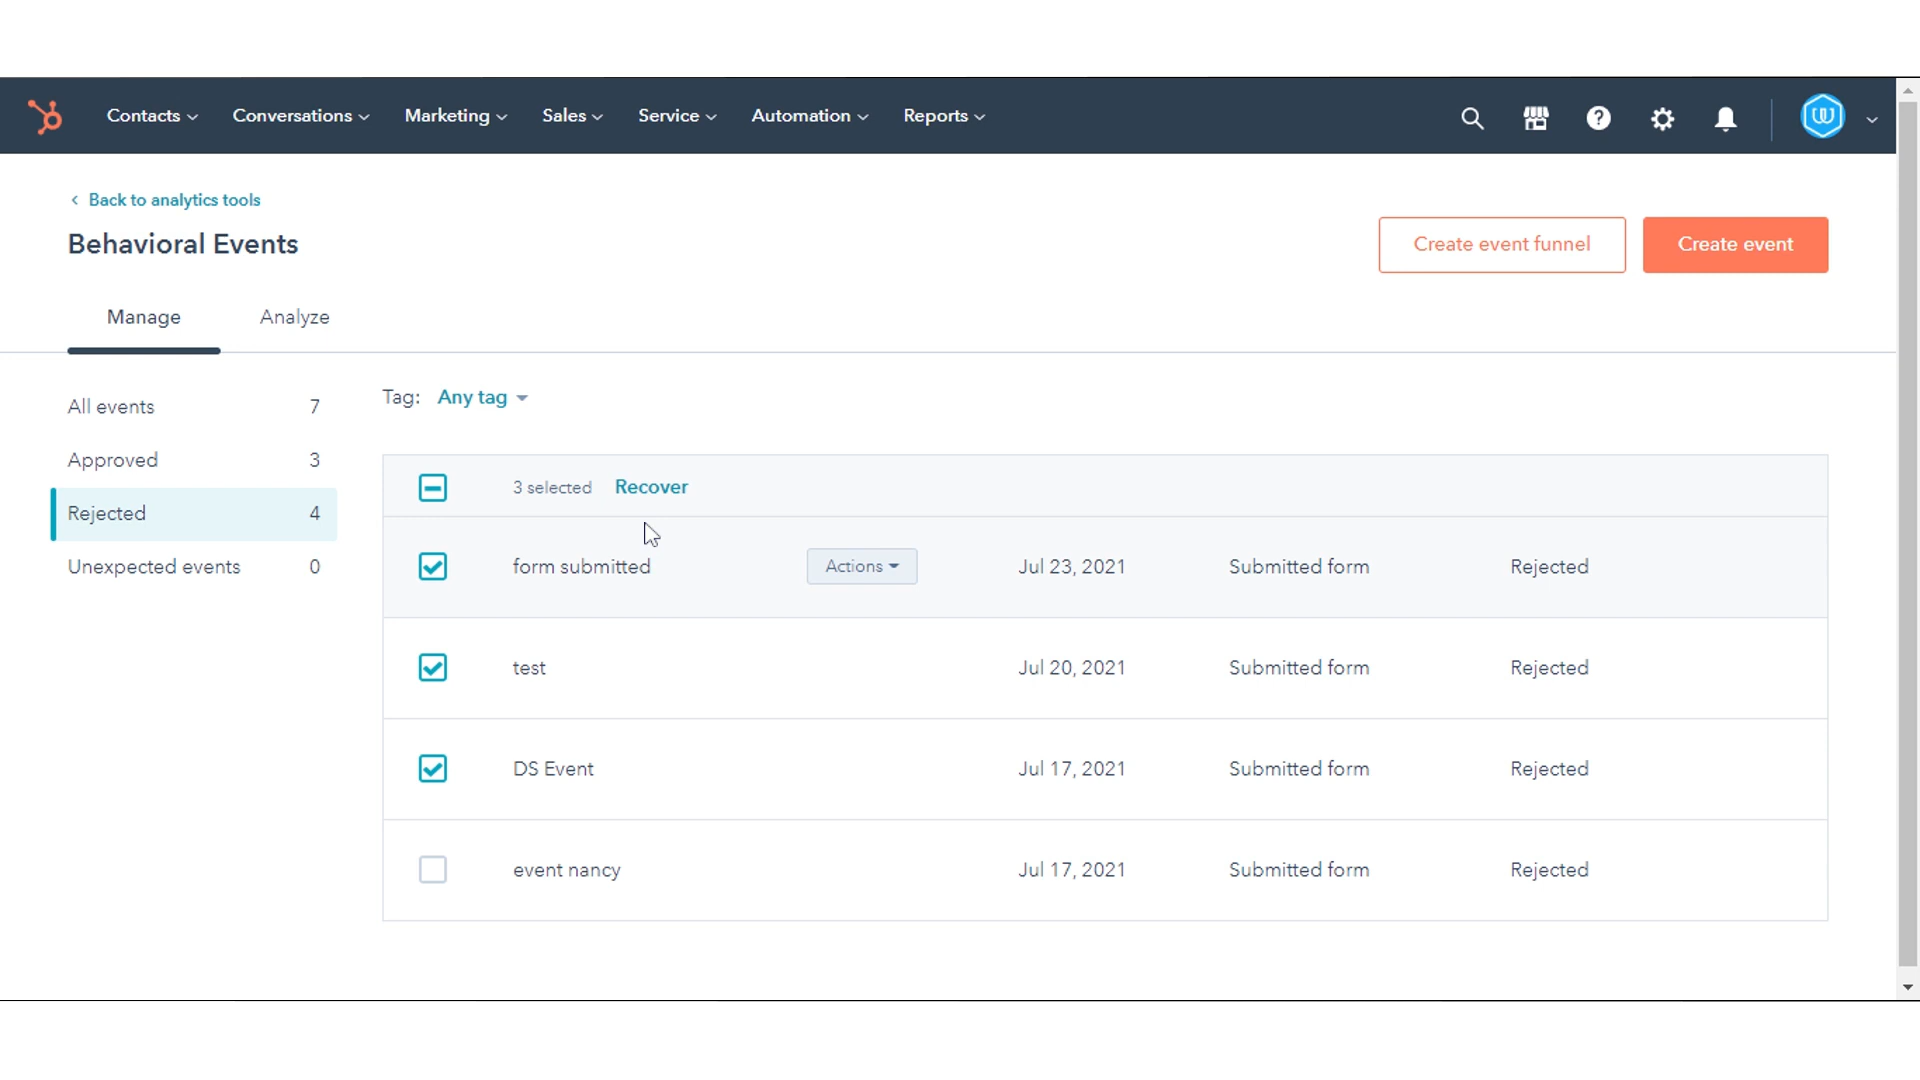 Contacts Conversations Marketing Sales Service Automation Reports
Back to analytics tools
Behavioral Events
Create event funnel
Create event
Manage Analyze
All events 7
Approved 3
Rejected 4
Unexpected events 0
Tag: Any tag
3 selected Recover
form submitted Actions Jul 23, 2021 Submitted form Rejected
test Jul 20, 2021 Submitted form Rejected
DS Event Jul 17, 2021 Submitted form Rejected
event nancy Jul 17, 2021 Submitted form Rejected